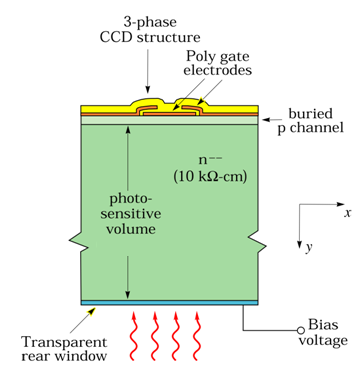 3-phase
CCD structure
Poly gate
electrodes
buried
p channel
n−−
(10 kΩ-cm)
photo-
sensitive
volume
x
y
Bias
voltage
Transparent
rear window